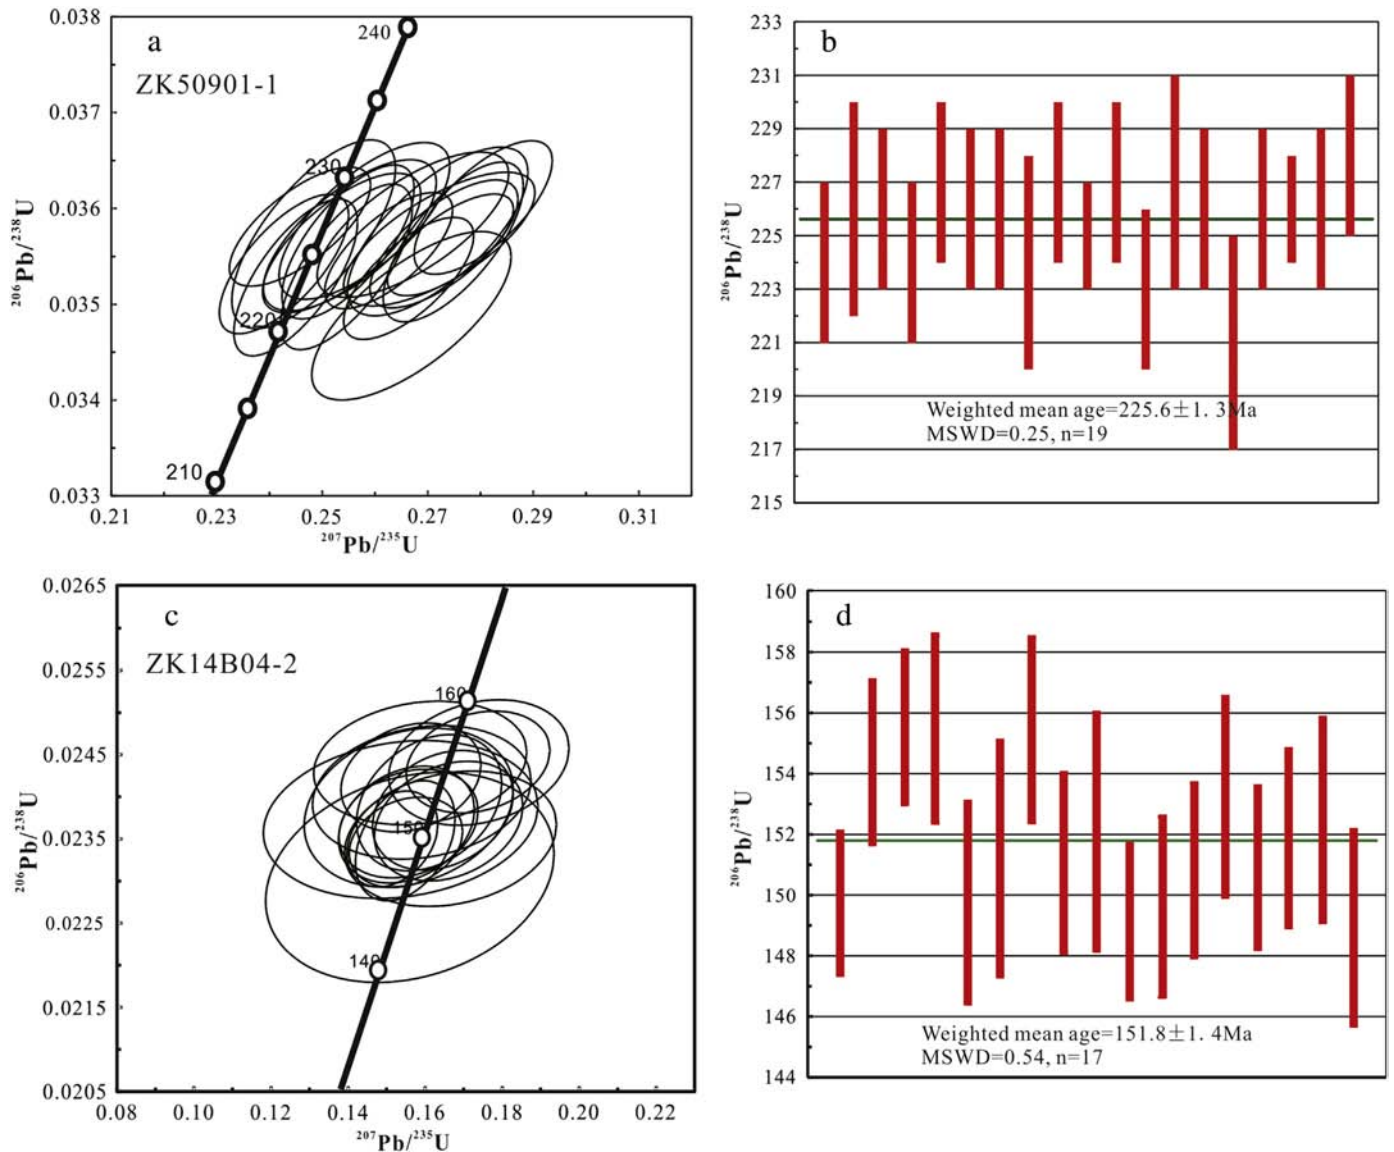 a
ZK50901-1
0.038
0.037
0.036
0.035
0.034
0.033
240
230
220
210
0.21 0.23 0.25 0.27 0.29 0.31
²⁰⁶Pb/²³⁸U
²⁰⁷Pb/²³⁵U
b
233
231
229
227
225
223
221
219
217
215
²⁰⁶Pb/²³⁸U
Weighted mean age=225.6±1. 3Ma
MSWD=0.25, n=19
c
ZK14B04-2
0.0265
0.0255
0.0245
0.0235
0.0225
0.0215
0.0205
160
150
140
0.08 0.10 0.12 0.14 0.16 0.18 0.20 0.22
²⁰⁶Pb/²³⁸U
²⁰⁷Pb/²³⁵U
d
160
158
156
154
152
150
148
146
144
²⁰⁶Pb/²³⁸U
Weighted mean age=151.8±1. 4Ma
MSWD=0.54, n=17